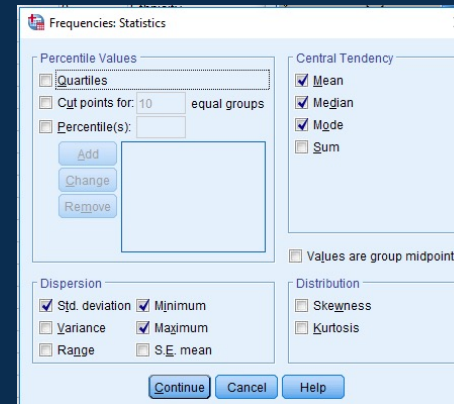 Frequencies: Statistics
Percentile Values
Quartiles
Cut points for: 10 equal groups
Percentile(s):
Add
Change
Remove
Central Tendency
Mean
Median
Mode
Sum
Values are group midpoint
Dispersion
Std. deviation Minimum
Variance Maximum
Range S.E. mean
Distribution
Skewness
Kurtosis
Continue Cancel Help